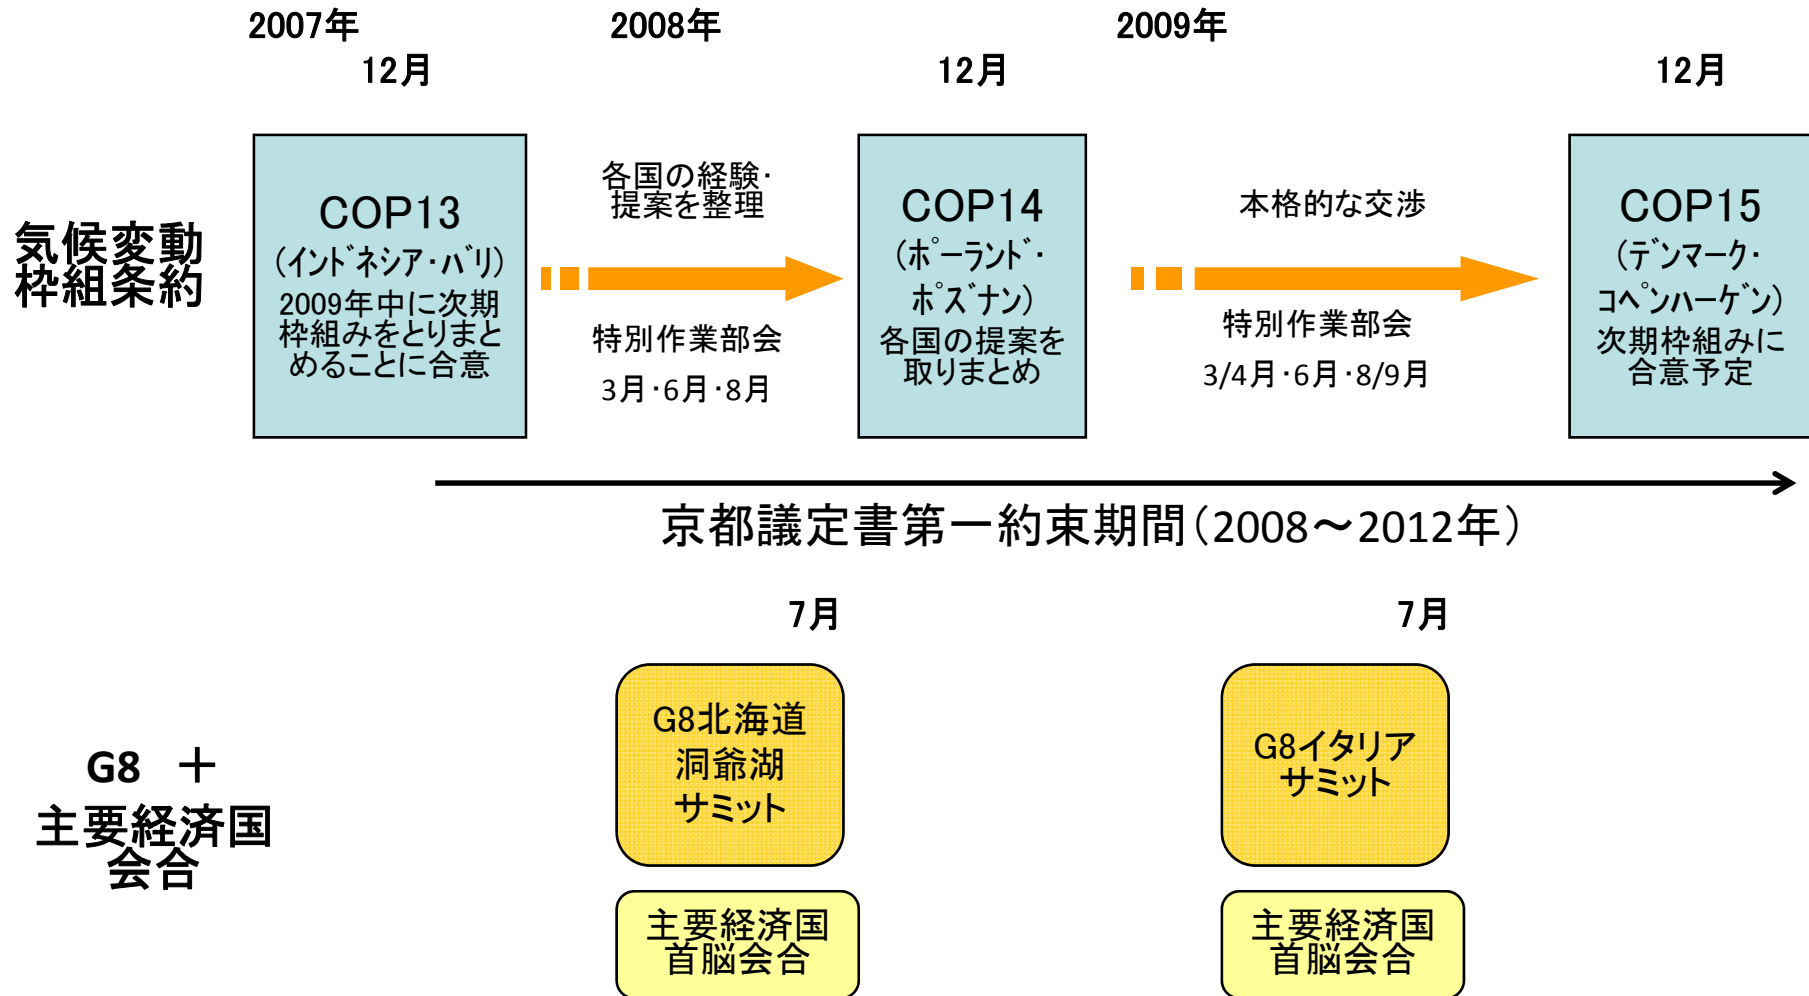 2007年
2008年
2009年
12月
12月
12月
気候変動
枠組条約
COP13
(ｲﾝﾄﾞﾈｼｱ･ﾊﾞﾘ)
2009年中に次期
枠組みをとりまと
めることに合意
各国の経験･
提案を整理
特別作業部会
3月･6月･8月
COP14
(ﾎﾟｰﾗﾝﾄﾞ･
ﾎﾟｽﾞﾅﾝ)
各国の提案を
取りまとめ
本格的な交渉
特別作業部会
3/4月･6月･8/9月
COP15
(ﾃﾞﾝﾏｰｸ･
ｺﾍﾟﾝﾊｰｹﾞﾝ)
次期枠組みに
合意予定
京都議定書第一約束期間(2008～2012年)
7月
7月
G8　＋
主要経済国
会合
G8北海道
洞爺湖
サミット
G8イタリア
サミット
主要経済国
首脳会合
主要経済国
首脳会合